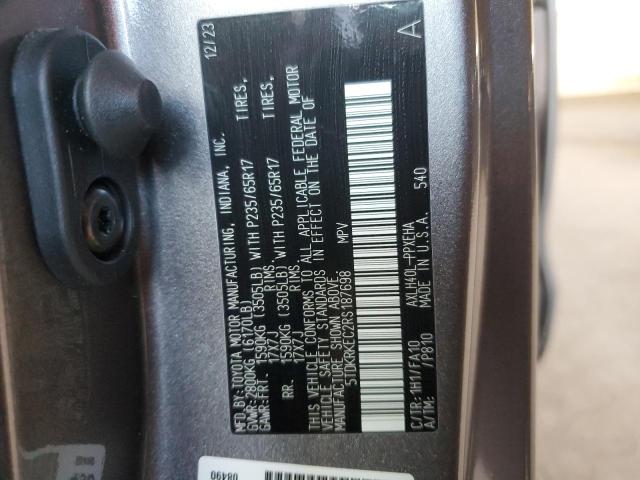 MFD. BY: TOYOTA MOTOR MANUFACTURING, INDIANA, INC. 12/23
GVWR: 2800KG (6170LB)
GAWR: FRT. 1590KG (3505LB) WITH P235/65R17 TIRES,
17X7J RIMS
RR. 1590KG (3505LB) WITH P235/65R17 TIRES,
17X7J RIMS
THIS VEHICLE CONFORMS TO ALL APPLICABLE FEDERAL MOTOR
VEHICLE SAFETY STANDARDS IN EFFECT ON THE DATE OF
MANUFACTURE SHOWN ABOVE.
5TDKRKEC2RS187698 MPV
C/TR: 1H1/FA10 AXLH40L-PPXEHA
A/TM: /P810 MADE IN U.S.A. 540
A
08490